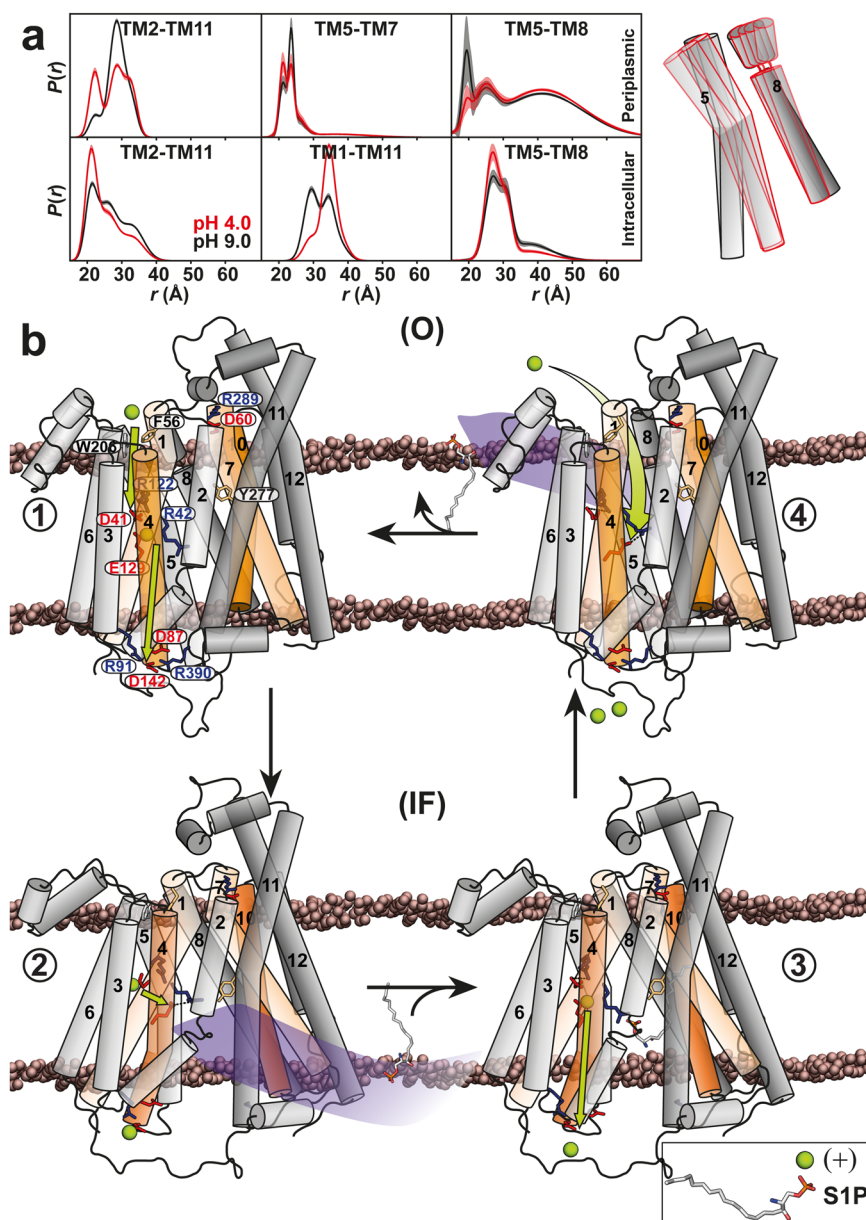 a
TM2-TM11 TM5-TM7 TM5-TM8
P(r)
Periplasmic
TM2-TM11 TM1-TM11 TM5-TM8
P(r)
Intracellular
pH 4.0
pH 9.0
20 30 40 50 60 20 30 40 50 60 20 30 40 50 60
r (Å) r (Å) r (Å)
5 8
b
(O)
R289
D60
F56
W205
1
11
0
7
12
8
2
R122
Y277
D41
R42
4
6 3
5
E129
D87
R91
R390
D142
1
1
8
11
0
7
2
12
4
6 3
5
4
(IF)
7
11
1
10
5
4
2
8
12
3
6
2
7
11
1
10
5
4
2
8
12
3
6
3
(+)
S1P